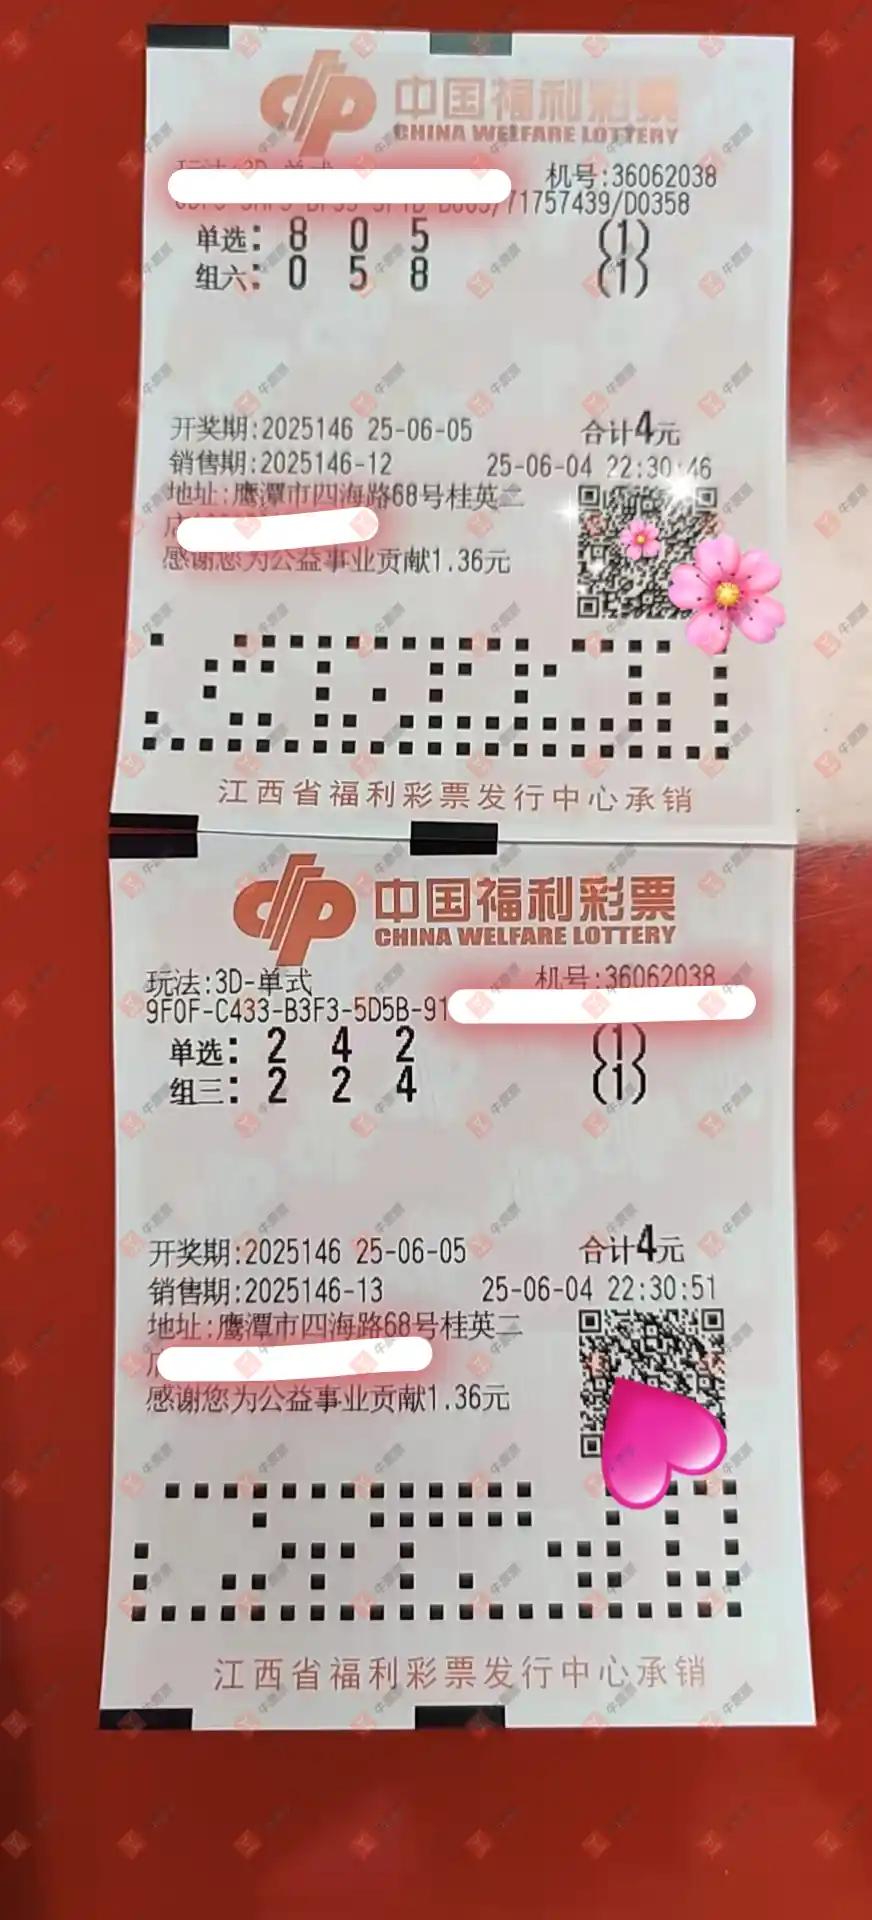 中国福利彩票
CHINA WELFARE LOTTERY
机号:36062038
/71757439/D0358
单选: 8 0 5 (1)
组六: 0 5 8 (1)
开奖期:2025146 25-06-05 合计4元
销售期:2025146-12 25-06-04 22:30:46
地址:鹰潭市四海路68号桂英二
店
感谢您为公益事业贡献1.36元
江西省福利彩票发行中心承销
中国福利彩票
CHINA WELFARE LOTTERY
玩法:3D-单式 机号:36062038
9F0F-C433-B3F3-5D5B-91
单选: 2 4 2 (1)
组三: 2 2 4 (1)
开奖期:2025146 25-06-05 合计4元
销售期:2025146-13 25-06-04 22:30:51
地址:鹰潭市四海路68号桂英二
感谢您为公益事业贡献1.36元
江西省福利彩票发行中心承销